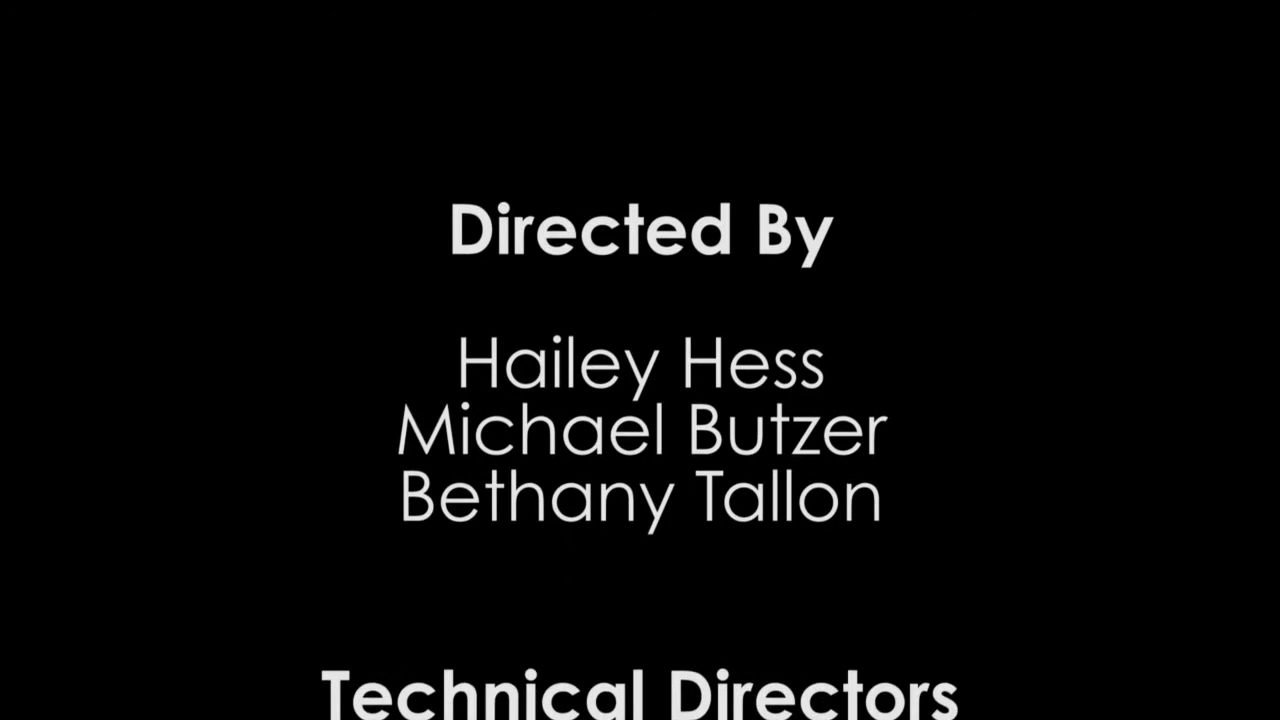 Directed By
Hailey Hess
Michael Butzer
Bethany Tallon
Technical Directors